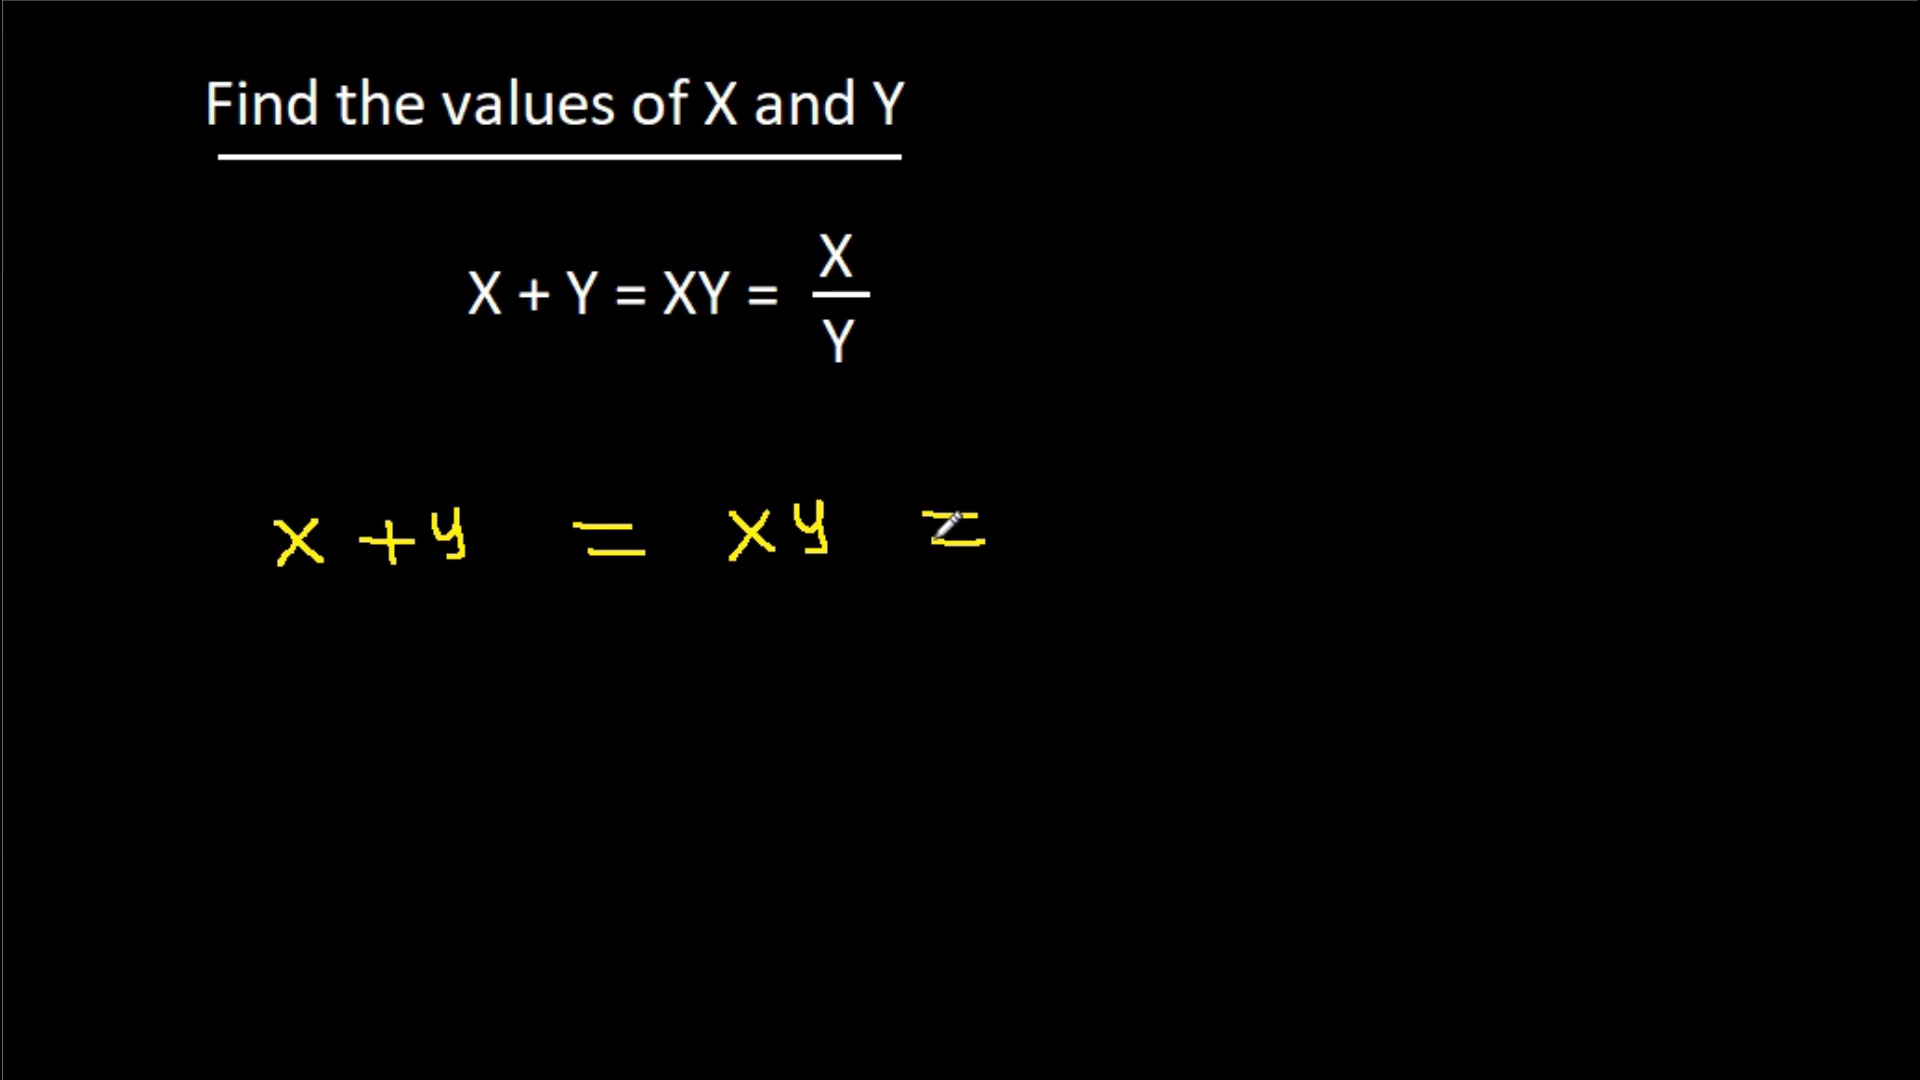 Find the values of X and Y
X + Y = XY = X/Y
x + y = xy =